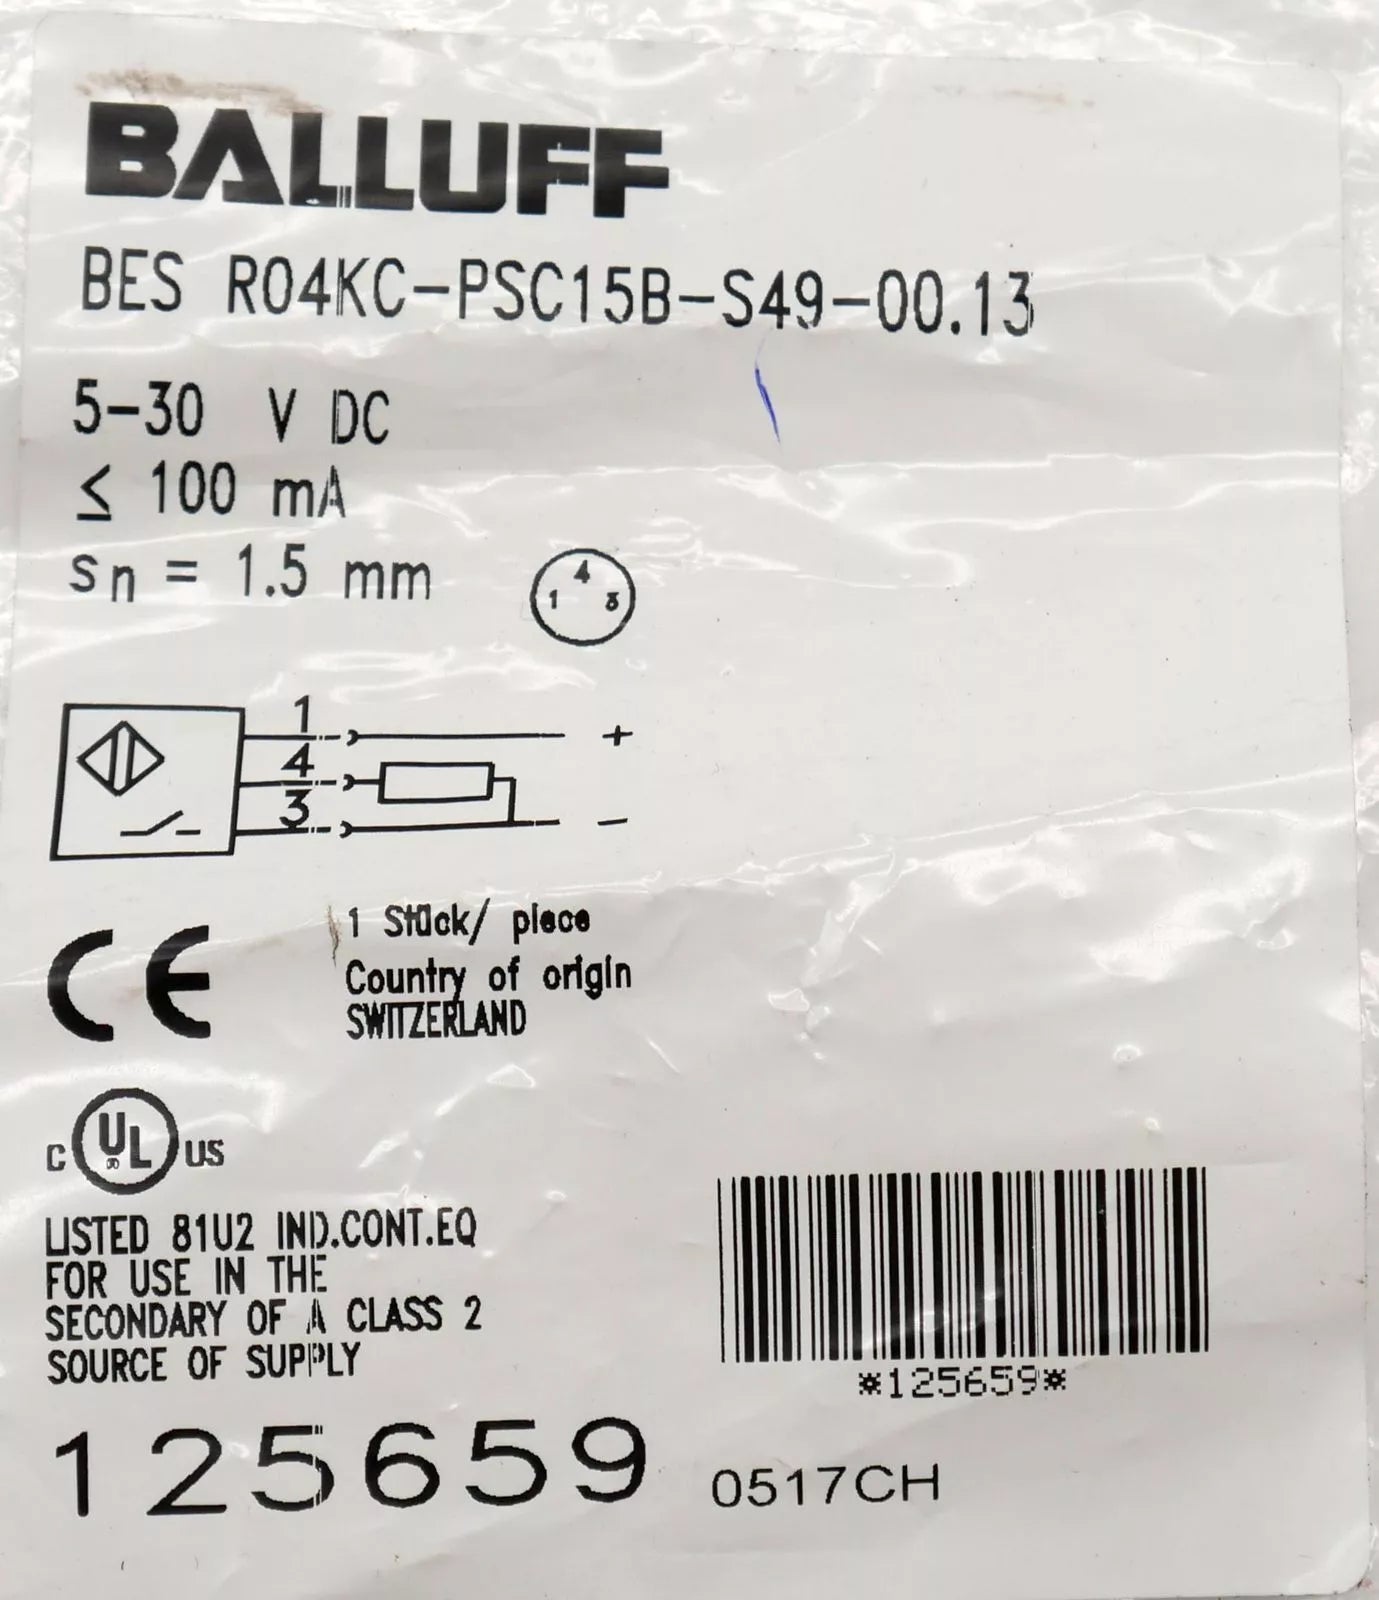 BALLUFF
BES R04KC-PSC15B-S49-00.13
5-30 V DC
≤ 100 mA
sn = 1.5 mm
4
1 3
1
+
4
3
-
CE
1 Stück/ piece
Country of origin
SWITZERLAND
C UL ® US
LISTED 81U2 IND.CONT.EQ
FOR USE IN THE
SECONDARY OF A CLASS 2
SOURCE OF SUPPLY
*125659*
125659
0517CH